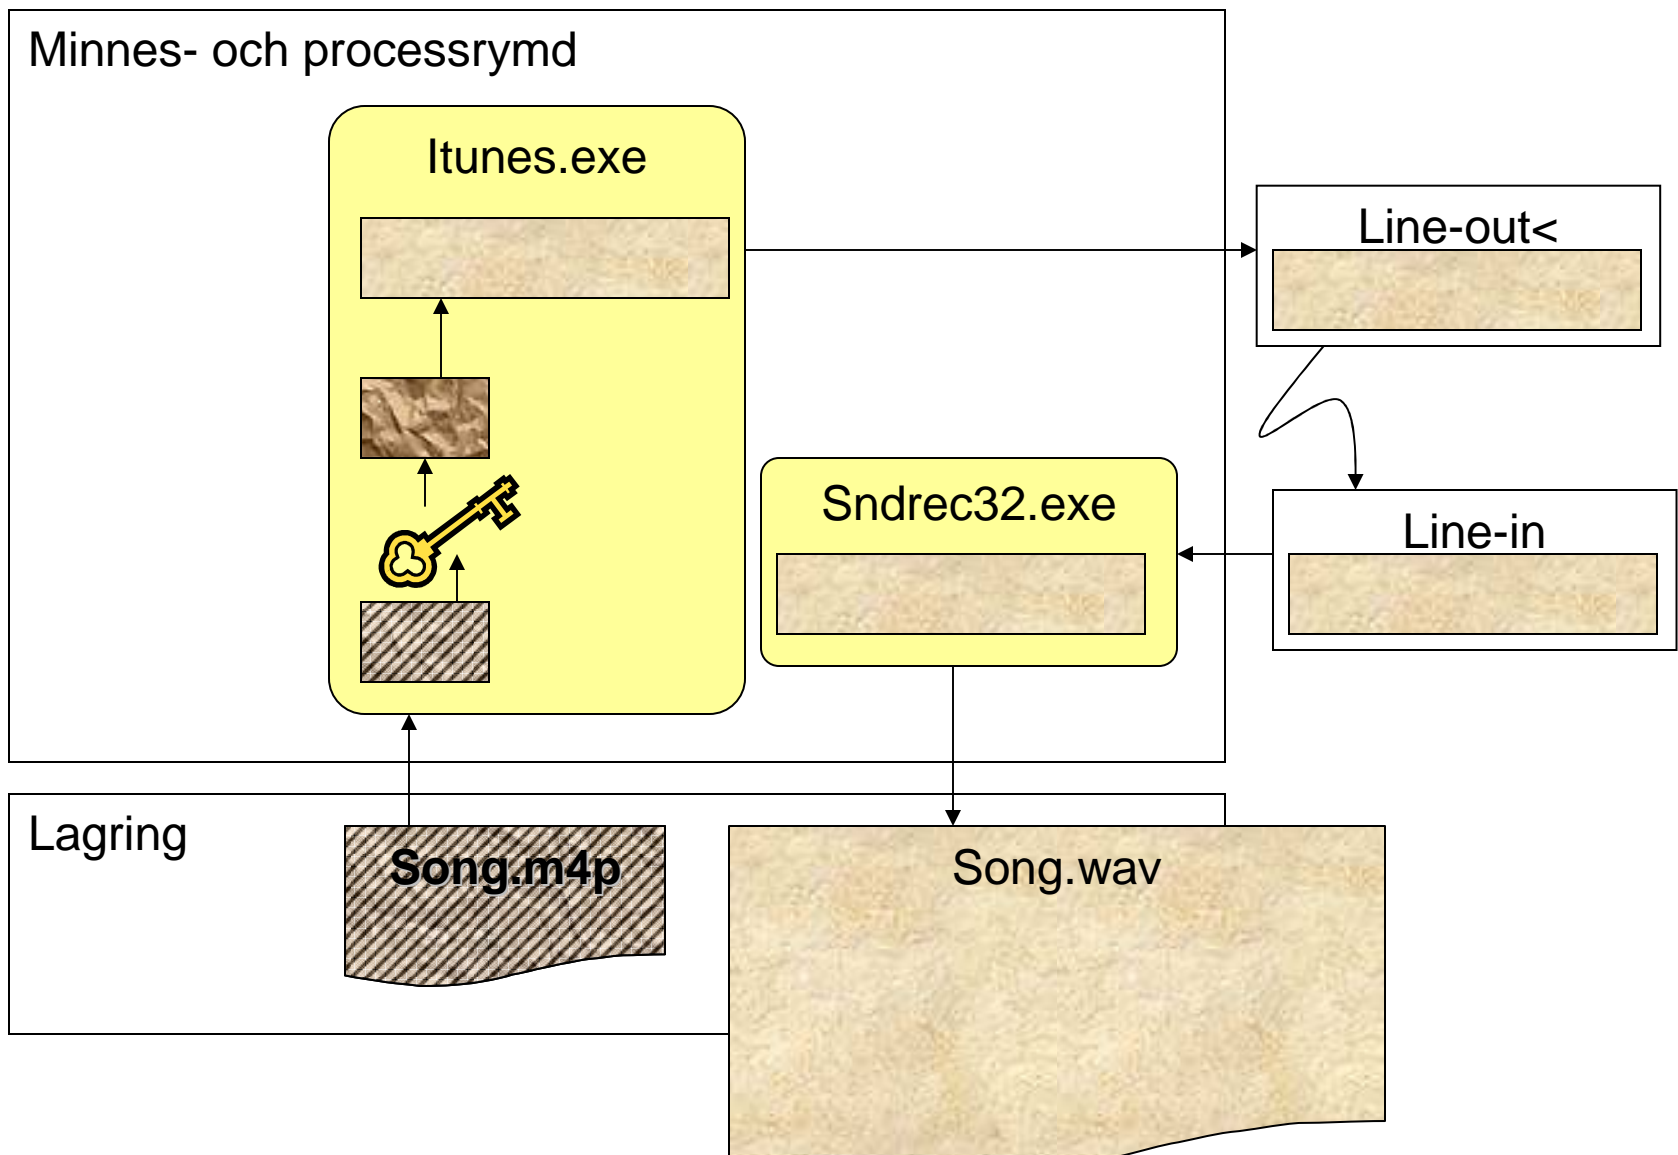 Minnes- och processrymd
Itunes.exe
Line-out<
Sndrec32.exe
Line-in
Lagring
Song.m4p
Song.wav